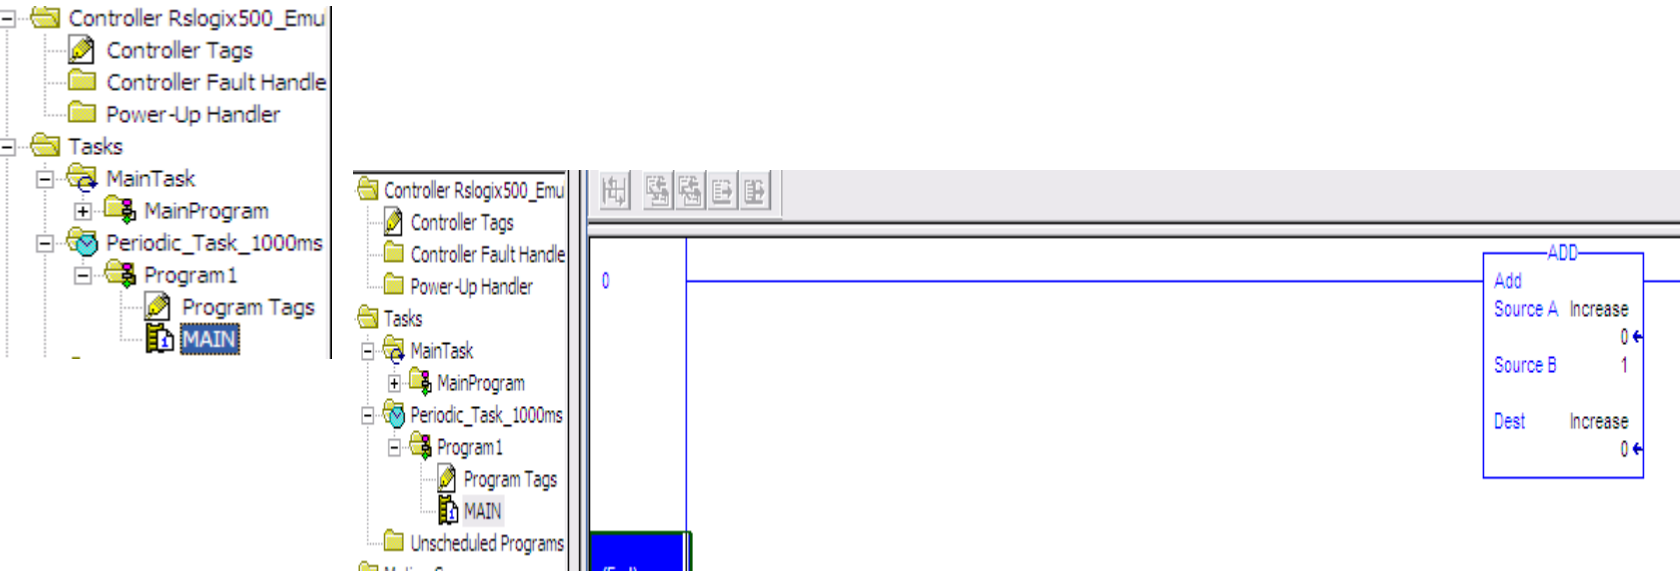 Controller Rslogix500_Emu
Controller Tags
Controller Fault Handle
Power-Up Handler
Tasks
MainTask
MainProgram
Periodic_Task_1000ms
Program1
Program Tags
MAIN
Controller Rslogix500_Emu
Controller Tags
Controller Fault Handle
Power-Up Handler
Tasks
MainTask
MainProgram
Periodic_Task_1000ms
Program1
Program Tags
MAIN
Unscheduled Programs
0
ADD
Add
Source A Increase
0
Source B 1
Dest Increase
0